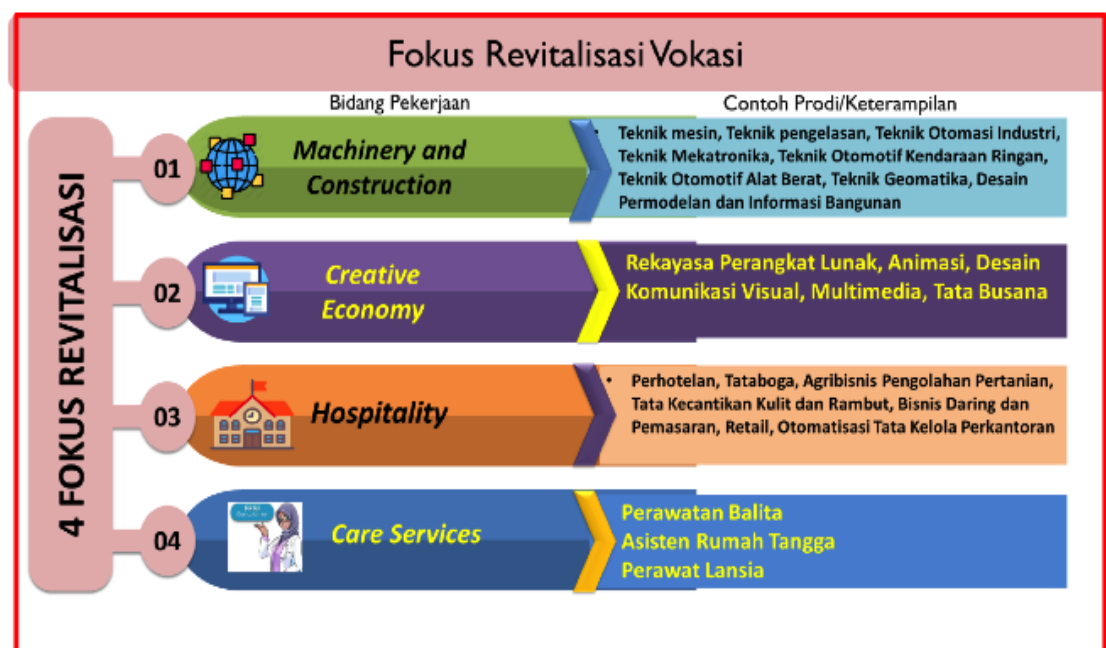 Fokus Revitalisasi Vokasi
Bidang Pekerjaan
Contoh Prodi/Keterampilan
4 FOKUS REVITALISASI
01
Machinery and
Construction
• Teknik mesin, Teknik pengelasan, Teknik Otomasi Industri,
Teknik Mekatronika, Teknik Otomotif Kendaraan Ringan,
Teknik Otomotif Alat Berat, Teknik Geomatika, Desain
Permodelan dan Informasi Bangunan
02
Creative
Economy
Rekayasa Perangkat Lunak, Animasi, Desain
Komunikasi Visual, Multimedia, Tata Busana
03
Hospitality
• Perhotelan, Tataboga, Agribisnis Pengolahan Pertanian,
Tata Kecantikan Kulit dan Rambut, Bisnis Daring dan
Pemasaran, Retail, Otomatisasi Tata Kelola Perkantoran
04
Care Services
Perawatan Balita
Asisten Rumah Tangga
Perawat Lansia